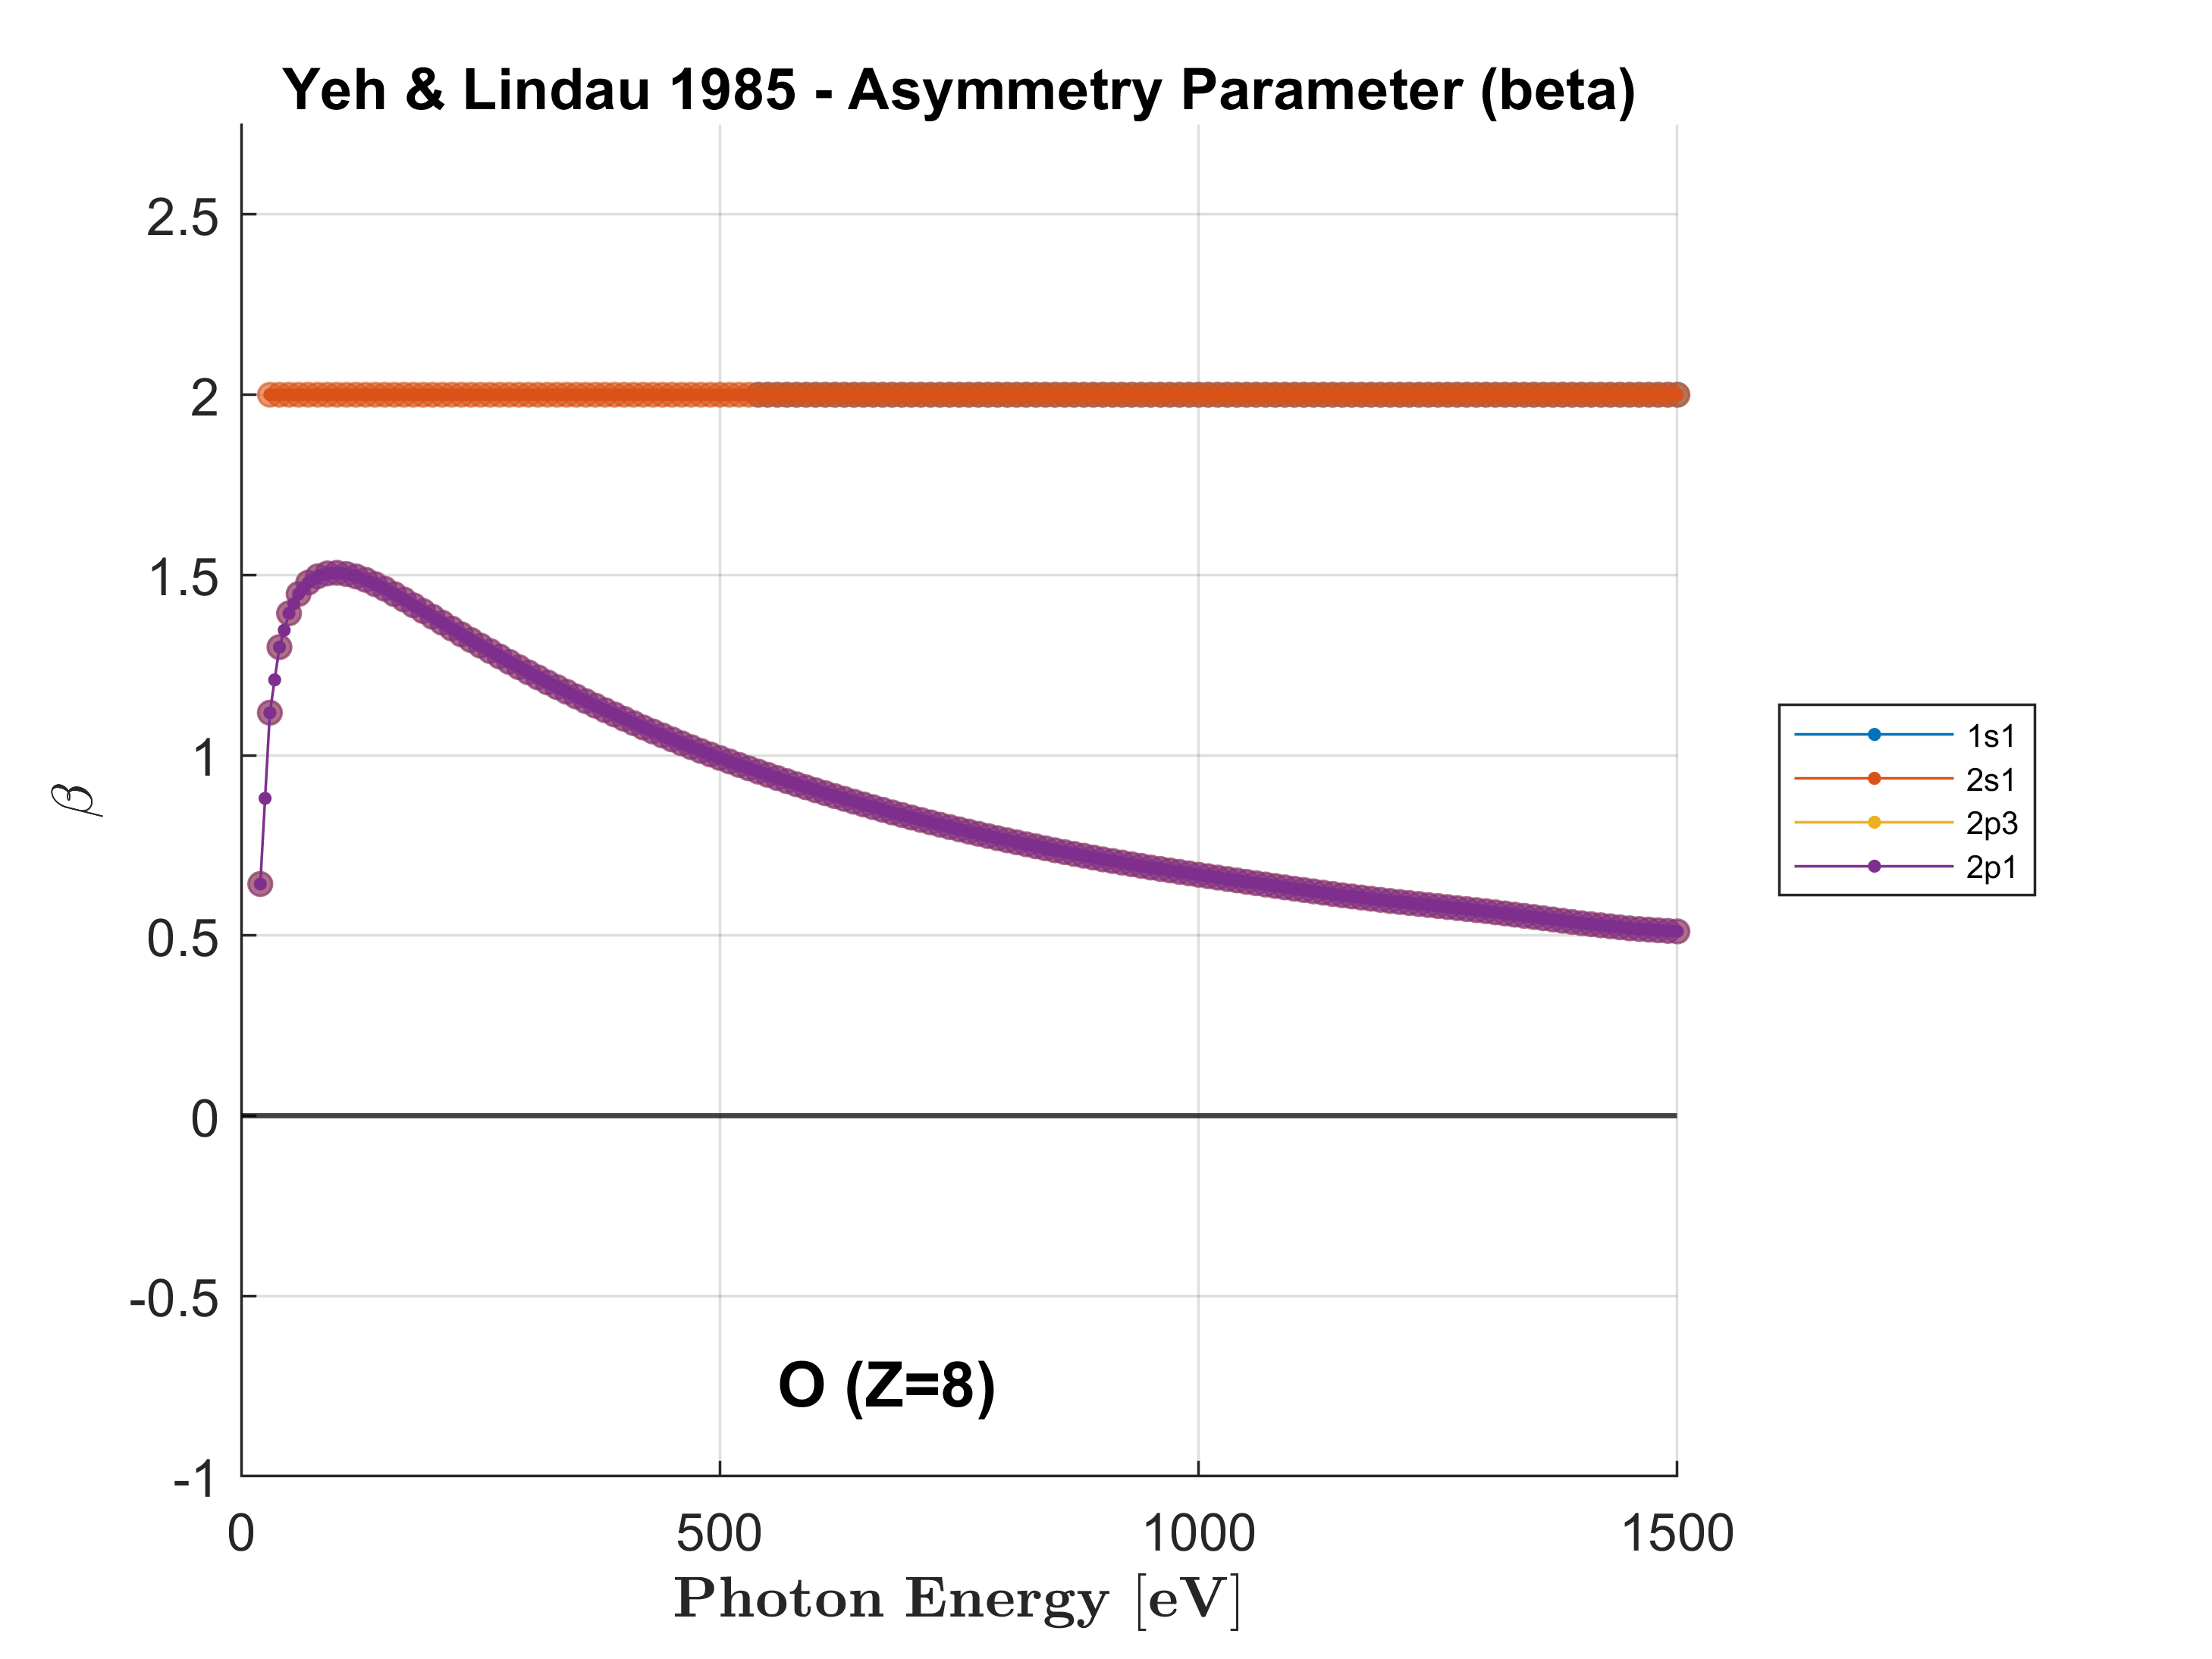 Yeh & Lindau 1985 - Asymmetry Parameter (beta)
2.5
2
1.5
1
0.5
0
-0.5
-1
β
0 500 1000 1500
Photon Energy [eV]
O (Z=8)
1s1
2s1
2p3
2p1